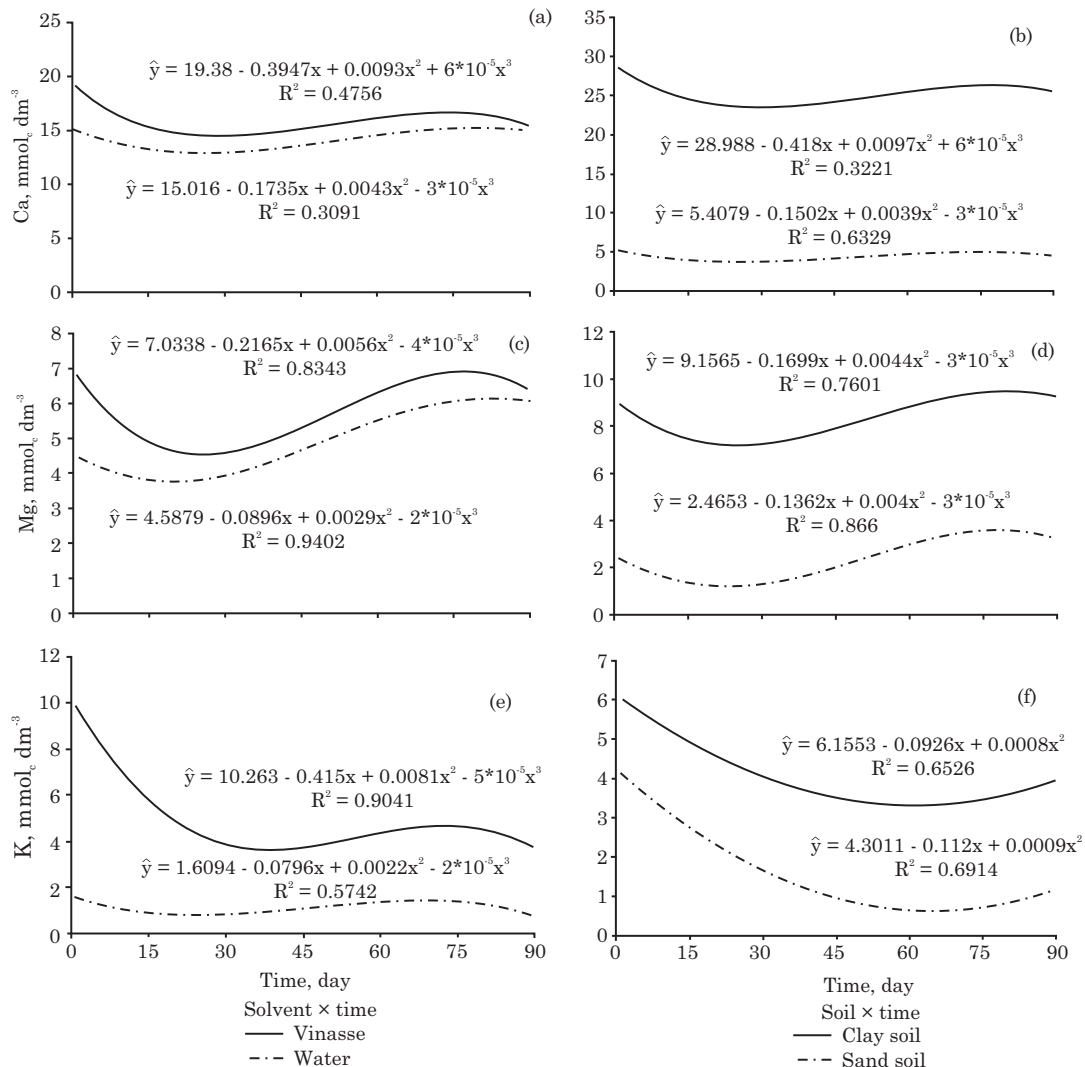 (a)
Ca, mmol꜀ dm⁻³
25
20
15
10
5
0
ŷ = 19.38 - 0.3947x + 0.0093x² + 6*10⁻⁵x³
R² = 0.4756
ŷ = 15.016 - 0.1735x + 0.0043x² - 3*10⁻⁵x³
R² = 0.3091
0 15 30 45 60 75 90
(b)
35
30
25
20
15
10
5
0
ŷ = 28.988 - 0.418x + 0.0097x² + 6*10⁻⁵x³
R² = 0.3221
ŷ = 5.4079 - 0.1502x + 0.0039x² - 3*10⁻⁵x³
R² = 0.6329
(c)
Mg, mmol꜀ dm⁻³
8
7
6
5
4
3
2
1
0
ŷ = 7.0338 - 0.2165x + 0.0056x² - 4*10⁻⁵x³
R² = 0.8343
ŷ = 4.5879 - 0.0896x + 0.0029x² - 2*10⁻⁵x³
R² = 0.9402
(d)
12
10
8
6
4
2
0
ŷ = 9.1565 - 0.1699x + 0.0044x² - 3*10⁻⁵x³
R² = 0.7601
ŷ = 2.4653 - 0.1362x + 0.004x² - 3*10⁻⁵x³
R² = 0.866
(e)
K, mmol꜀ dm⁻³
12
10
8
6
4
2
0
ŷ = 10.263 - 0.415x + 0.0081x² - 5*10⁻⁵x³
R² = 0.9041
ŷ = 1.6094 - 0.0796x + 0.0022x² - 2*10⁻⁵x³
R² = 0.5742
0 15 30 45 60 75 90
Time, day
Solvent × time
Vinasse
Water
(f)
7
6
5
4
3
2
1
0
ŷ = 6.1553 - 0.0926x + 0.0008x²
R² = 0.6526
ŷ = 4.3011 - 0.112x + 0.0009x²
R² = 0.6914
0 15 30 45 60 75 90
Time, day
Soil × time
Clay soil
Sand soil